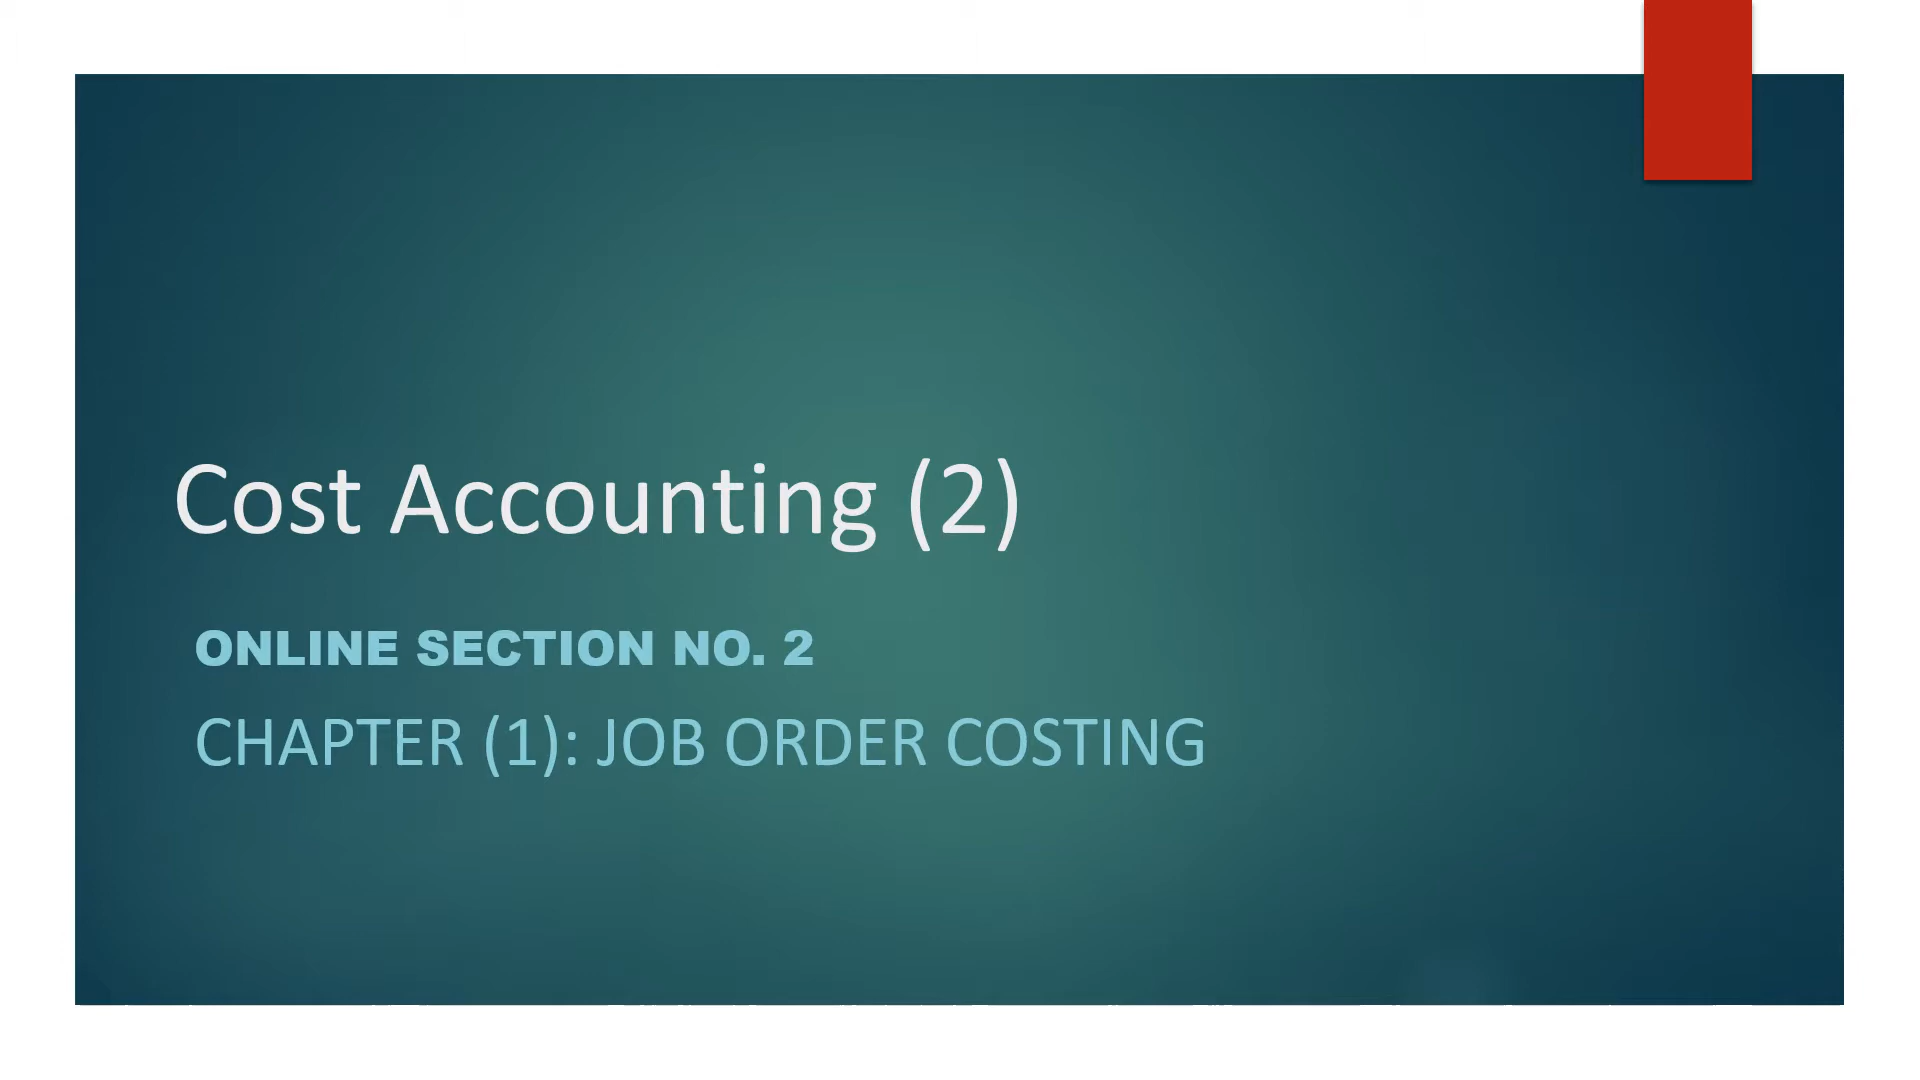 Cost Accounting (2)
ONLINE SECTION NO. 2
CHAPTER (1): JOB ORDER COSTING